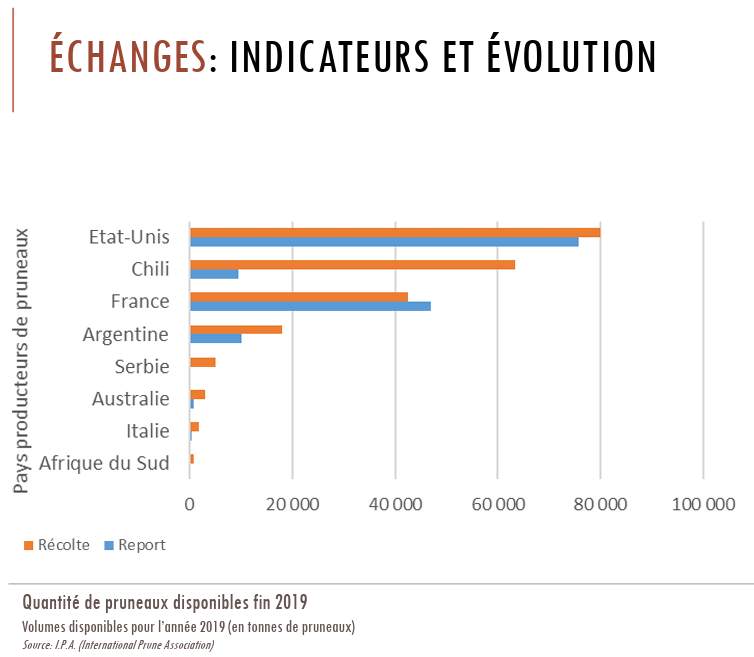 ÉCHANGES: INDICATEURS ET ÉVOLUTION
Pays producteurs de pruneaux
Etat-Unis
Chili
France
Argentine
Serbie
Australie
Italie
Afrique du Sud
0 20 000 40 000 60 000 80 000 100 000
Récolte Report
Quantité de pruneaux disponibles fin 2019
Volumes disponibles pour l'année 2019 (en tonnes de pruneaux)
Source: I.P.A. (International Prune Association)